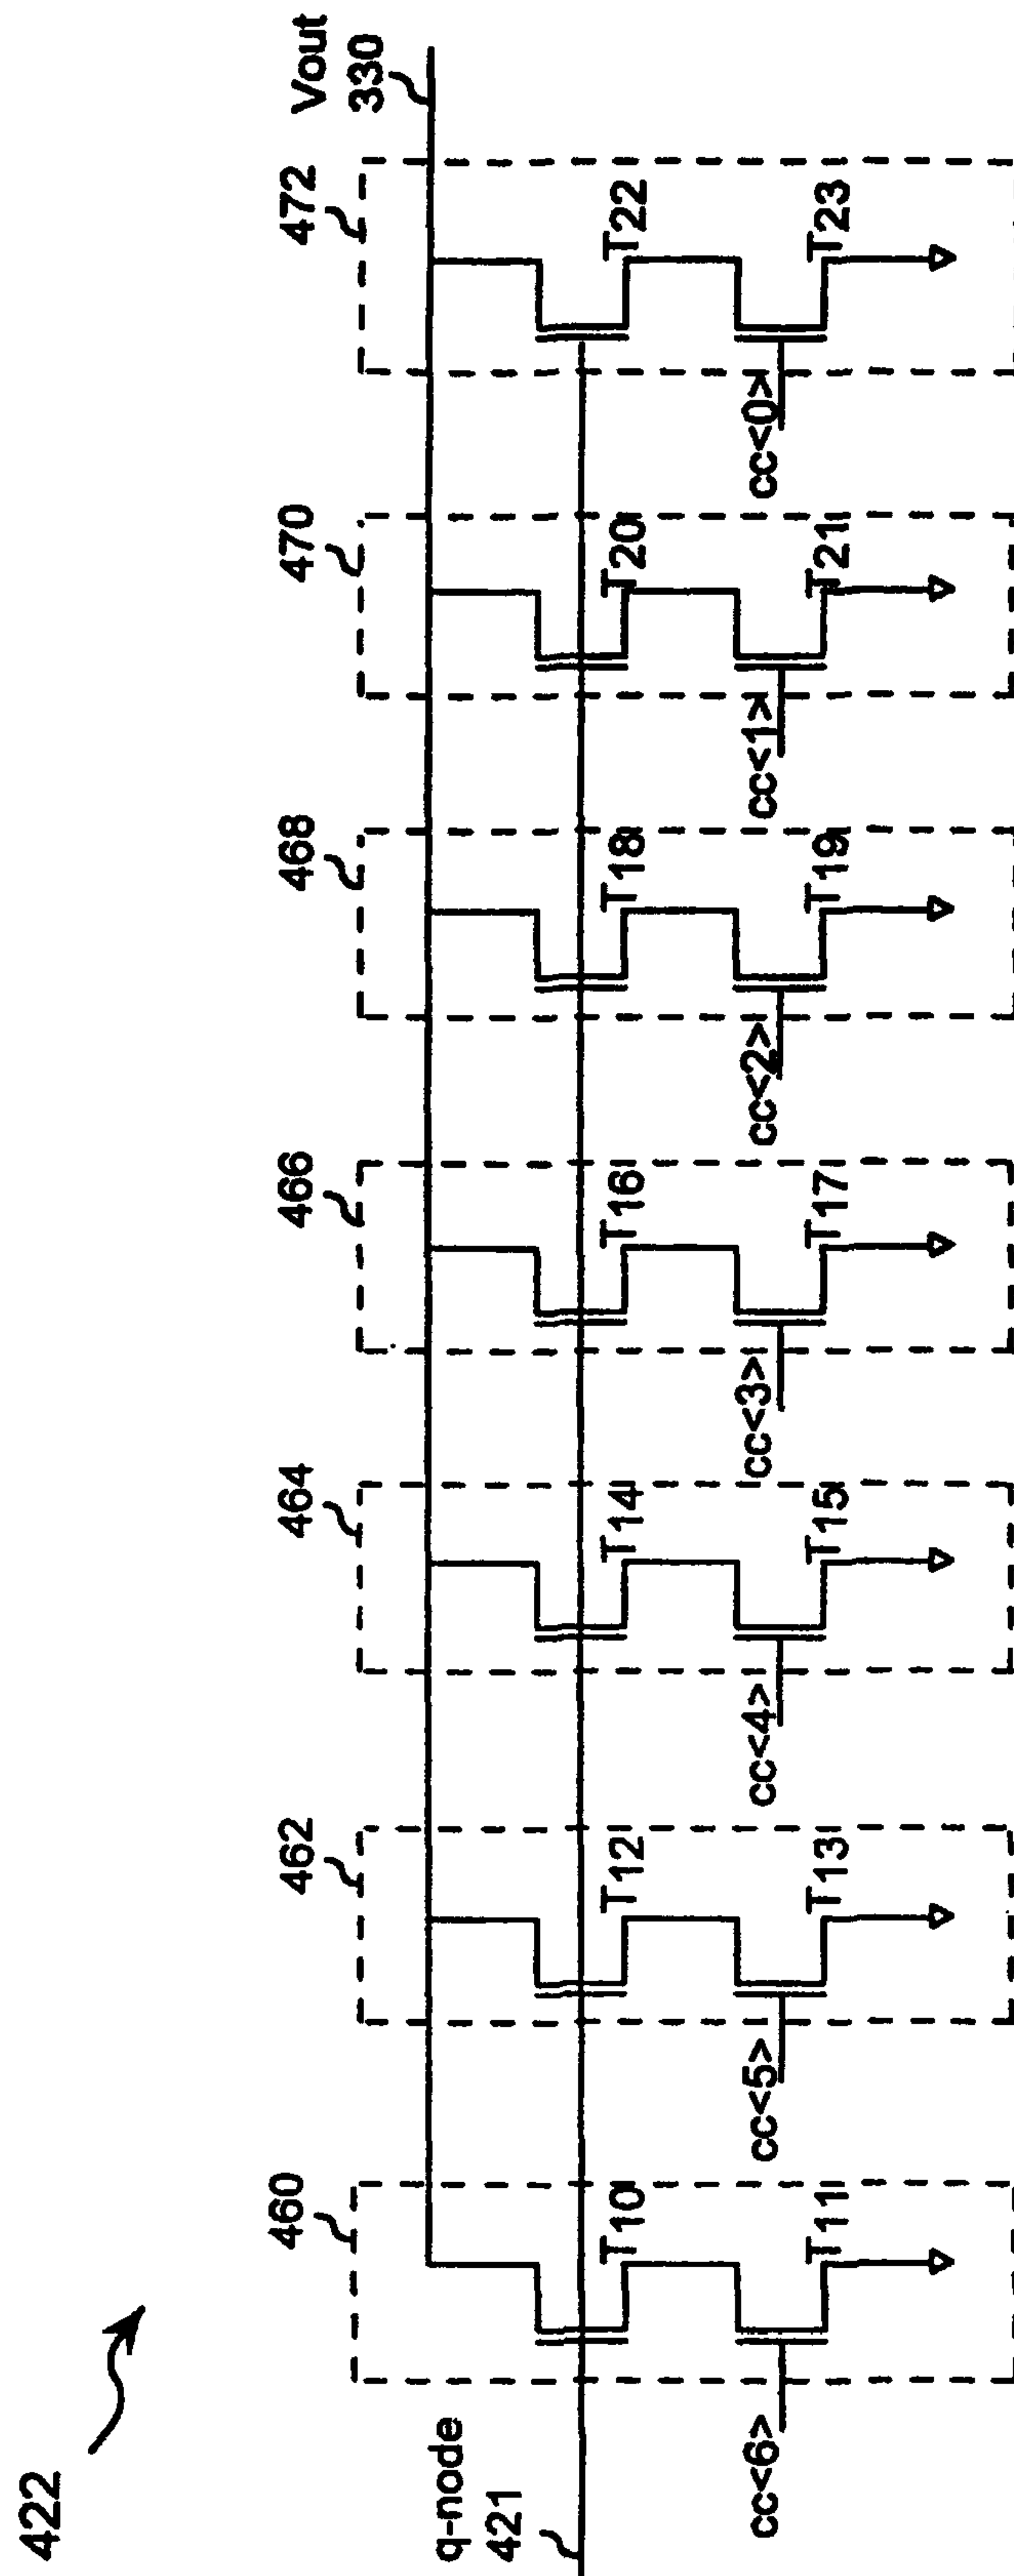 422
Vout
330
460
462
464
466
468
470
472
q-node
421
T10
T12
T14
T16
T18
T20
T22
cc<6>
cc<5>
cc<4>
cc<3>
cc<2>
cc<1>
cc<0>
T11
T13
T15
T17
T19
T21
T23